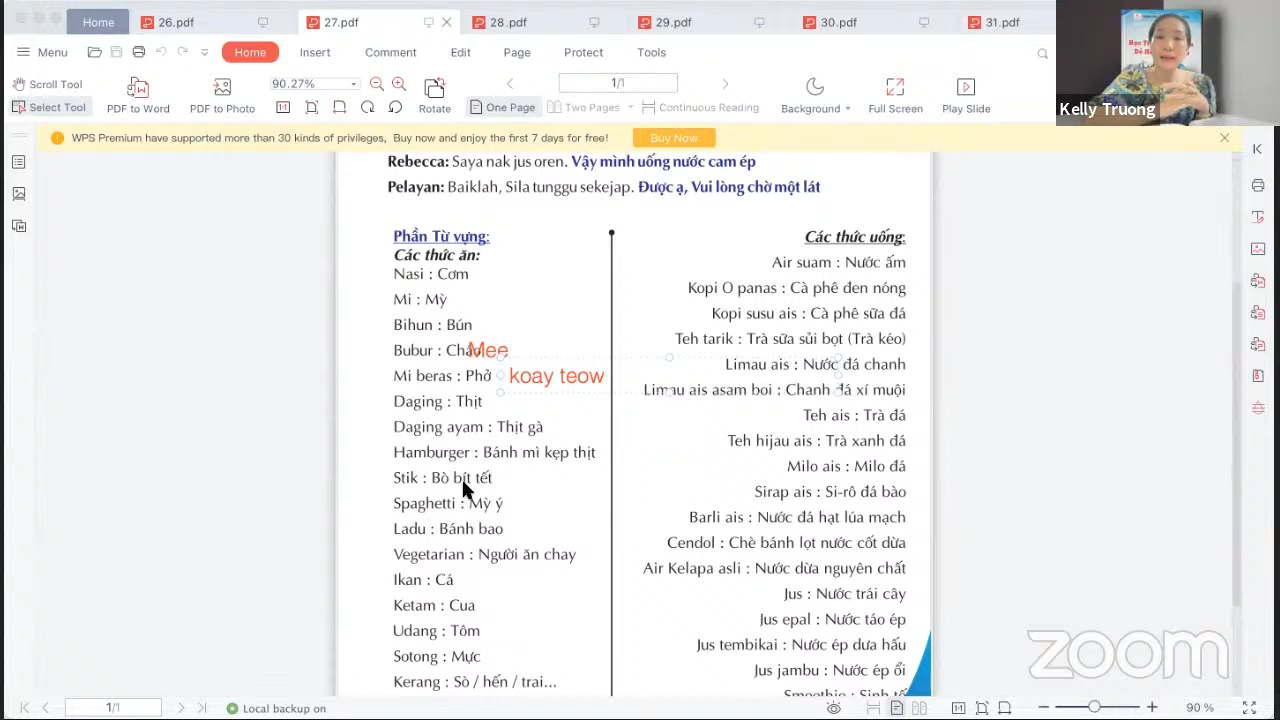 Home
26.pdf
27.pdf
28.pdf
29.pdf
30.pdf
31.pdf
Menu
Home
Insert
Comment
Edit
Page
Protect
Tools
Scroll Tool
Select Tool
PDF to Word
PDF to Photo
90.27%
Rotate
1/1
One Page
Two Pages
Continuous Reading
Background
Full Screen
Play Slide
Kelly Truong
WPS Premium have supported more than 30 kinds of privileges, Buy now and enjoy the first 7 days for free!
Buy Now
Rebecca: Saya nak jus oren. Vậy mình uống nước cam ép
Pelayan: Baiklah, Sila tunggu sekejap. Được ạ, Vui lòng chờ một lát
Phần Từ vựng:
Các thức ăn:
Nasi : Cơm
Mi : Mỳ
Bihun : Bún
Bubur : Cháo
Mee
Mi beras : Phở
koay teow
Daging : Thịt
Daging ayam : Thịt gà
Hamburger : Bánh mì kẹp thịt
Stik : Bò bít tết
Spaghetti : Mỳ ý
Ladu : Bánh bao
Vegetarian : Người ăn chay
Ikan : Cá
Ketam : Cua
Udang : Tôm
Sotong : Mực
Kerang : Sò / hến / trai...
Các thức uống:
Air suam : Nước ấm
Kopi O panas : Cà phê đen nóng
Kopi susu ais : Cà phê sữa đá
Teh tarik : Trà sữa sủi bọt (Trà kéo)
Limau ais : Nước đá chanh
Limau ais asam boi : Chanh đá xí muội
Teh ais : Trà đá
Teh hijau ais : Trà xanh đá
Milo ais : Milo đá
Sirap ais : Si-rô đá bào
Barli ais : Nước đá hạt lúa mạch
Cendol : Chè bánh lọt nước cốt dừa
Air Kelapa asli : Nước dừa nguyên chất
Jus : Nước trái cây
Jus epal : Nước táo ép
Jus tembikai : Nước ép dưa hấu
Jus jambu : Nước ép ổi
Smoothie : Sinh tố
zoom
1/1
Local backup on
90 %